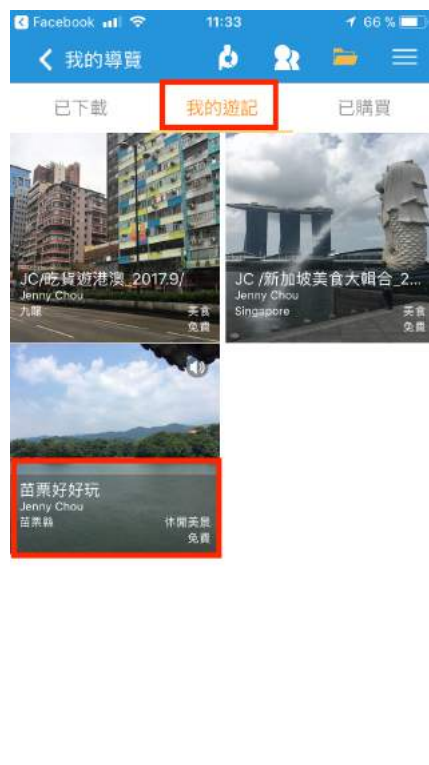 Facebook 11:33 66 %
我的導覽
已下載 我的遊記 已購買
JC/吃貨遊港澳_2017.9/
Jenny Chou
九龍 美食
免費
JC /新加坡美食大輯合_2...
Jenny Chou
Singapore 美食
免費
苗栗好好玩
Jenny Chou
苗栗縣 休閒美景
免費